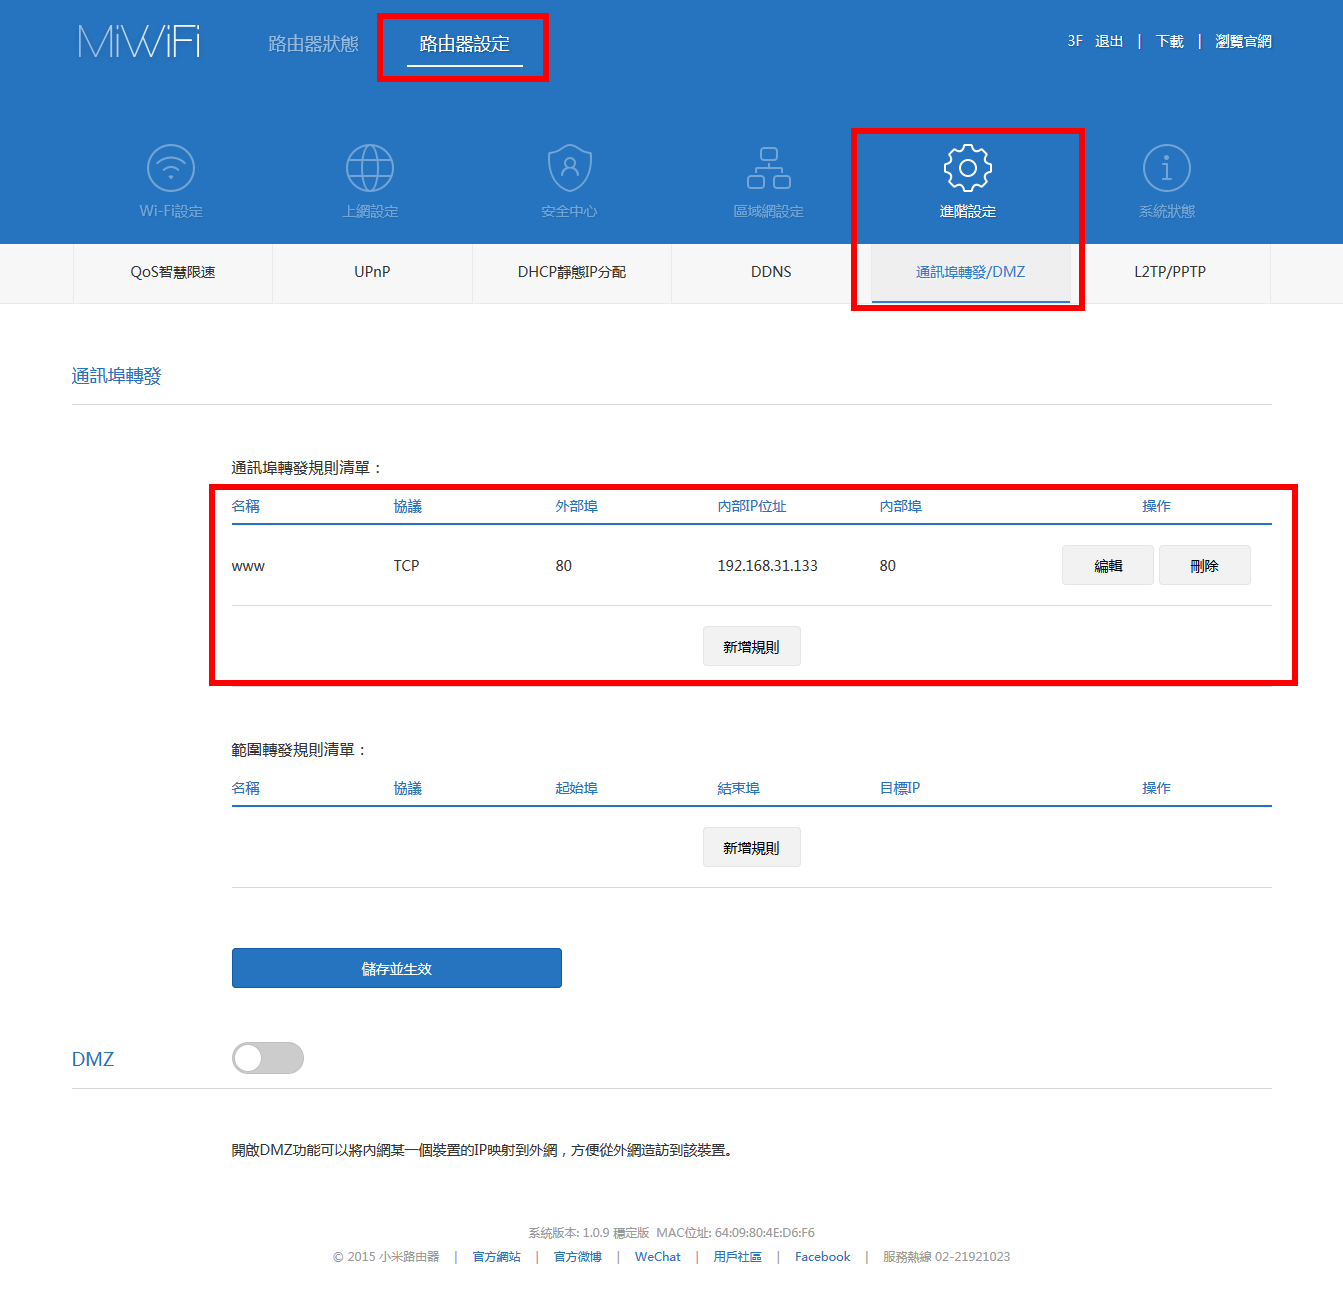 MiWiFi 路由器狀態 路由器設定 3F 退出 | 下載 | 瀏覽官網
Wi-Fi設定 上網設定 安全中心 區域網設定 進階設定 系統狀態
QoS智慧限速 UPnP DHCP靜態IP分配 DDNS 通訊埠轉發/DMZ L2TP/PPTP
通訊埠轉發
通訊埠轉發規則清單：
名稱 協議 外部埠 內部IP位址 內部埠 操作
www TCP 80 192.168.31.133 80 編輯 刪除
新增規則
範圍轉發規則清單：
名稱 協議 起始埠 結束埠 目標IP 操作
新增規則
儲存並生效
DMZ
開啟DMZ功能可以將內網某一個裝置的IP映射到外網，方便從外網造訪到該裝置。
系統版本: 1.0.9 穩定版 MAC位址: 64:09:80:4E:D6:F6
© 2015 小米路由器 | 官方網站 | 官方微博 | WeChat | 用戶社區 | Facebook | 服務熱線 02-21921023